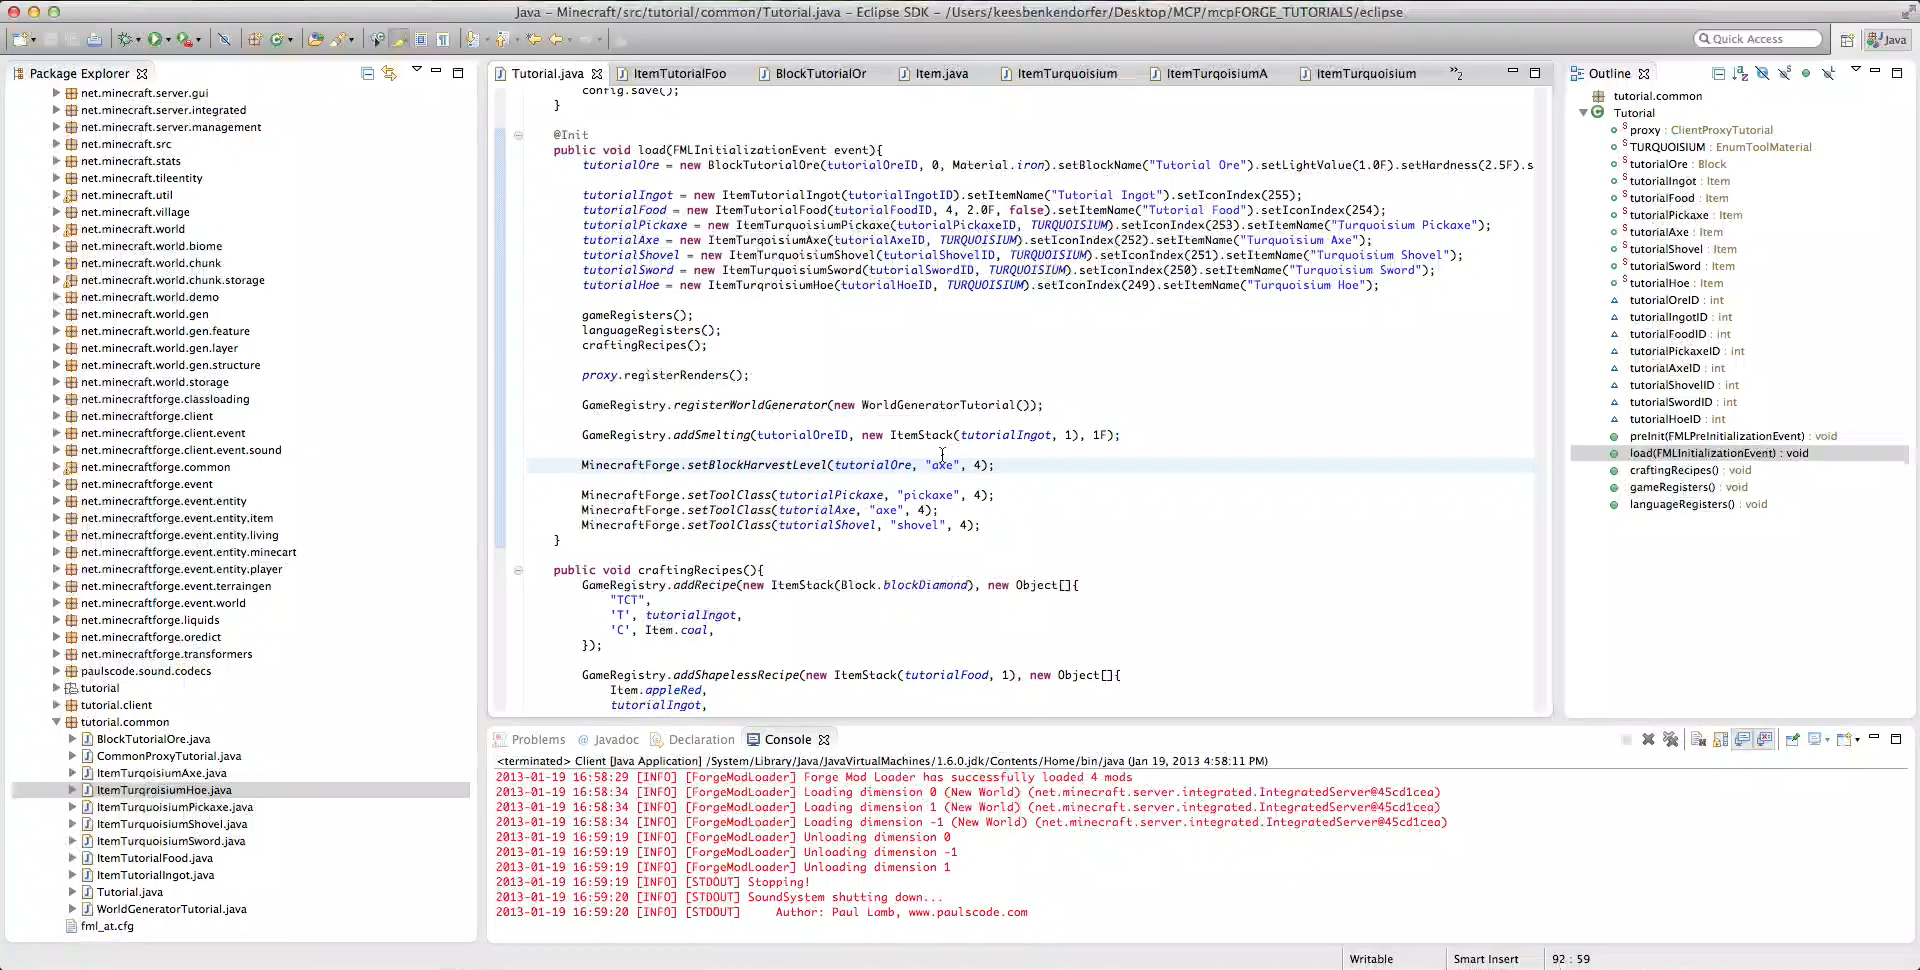 Java – Minecraft/src/tutorial/common/Tutorial.java – Eclipse SDK – /Users/keesbenkendorfer/Desktop/MCP/mcpFORGE_TUTORIALS/eclipse
Quick Access
Java
Package Explorer
net.minecraft.server.gui
net.minecraft.server.integrated
net.minecraft.server.management
net.minecraft.src
net.minecraft.stats
net.minecraft.tileentity
net.minecraft.util
net.minecraft.village
net.minecraft.world
net.minecraft.world.biome
net.minecraft.world.chunk
net.minecraft.world.chunk.storage
net.minecraft.world.demo
net.minecraft.world.gen
net.minecraft.world.gen.feature
net.minecraft.world.gen.layer
net.minecraft.world.gen.structure
net.minecraft.world.storage
net.minecraftforge.classloading
net.minecraftforge.client
net.minecraftforge.client.event
net.minecraftforge.client.event.sound
net.minecraftforge.common
net.minecraftforge.event
net.minecraftforge.event.entity
net.minecraftforge.event.entity.item
net.minecraftforge.event.entity.living
net.minecraftforge.event.entity.minecart
net.minecraftforge.event.entity.player
net.minecraftforge.event.terraingen
net.minecraftforge.event.world
net.minecraftforge.liquids
net.minecraftforge.oredict
net.minecraftforge.transformers
paulscode.sound.codecs
tutorial
tutorial.client
tutorial.common
BlockTutorialOre.java
CommonProxyTutorial.java
ItemTurqoisiumAxe.java
ItemTurqroisiumHoe.java
ItemTurquoisiumPickaxe.java
ItemTurquoisiumShovel.java
ItemTurquoisiumSword.java
ItemTutorialFood.java
ItemTutorialIngot.java
Tutorial.java
WorldGeneratorTutorial.java
fml_at.cfg
Tutorial.java
ItemTutorialFoo
BlockTutorialOr
Item.java
ItemTurquoisium
ItemTurqoisiumA
ItemTurquoisium
»2
config.save();
}
@Init
public void load(FMLInitializationEvent event){
tutorialOre = new BlockTutorialOre(tutorialOreID, 0, Material.iron).setBlockName("Tutorial Ore").setLightValue(1.0F).setHardness(2.5F).s
tutorialIngot = new ItemTutorialIngot(tutorialIngotID).setItemName("Tutorial Ingot").setIconIndex(255);
tutorialFood = new ItemTutorialFood(tutorialFoodID, 4, 2.0F, false).setItemName("Tutorial Food").setIconIndex(254);
tutorialPickaxe = new ItemTurquoisiumPickaxe(tutorialPickaxeID, TURQUOISIUM).setIconIndex(253).setItemName("Turquoisium Pickaxe");
tutorialAxe = new ItemTurqoisiumAxe(tutorialAxeID, TURQUOISIUM).setIconIndex(252).setItemName("Turquoisium Axe");
tutorialShovel = new ItemTurquoisiumShovel(tutorialShovelID, TURQUOISIUM).setIconIndex(251).setItemName("Turquoisium Shovel");
tutorialSword = new ItemTurquoisiumSword(tutorialSwordID, TURQUOISIUM).setIconIndex(250).setItemName("Turquoisium Sword");
tutorialHoe = new ItemTurqroisiumHoe(tutorialHoeID, TURQUOISIUM).setIconIndex(249).setItemName("Turquoisium Hoe");
gameRegisters();
languageRegisters();
craftingRecipes();
proxy.registerRenders();
GameRegistry.registerWorldGenerator(new WorldGeneratorTutorial());
GameRegistry.addSmelting(tutorialOreID, new ItemStack(tutorialIngot, 1), 1F);
MinecraftForge.setBlockHarvestLevel(tutorialOre, "axe", 4);
MinecraftForge.setToolClass(tutorialPickaxe, "pickaxe", 4);
MinecraftForge.setToolClass(tutorialAxe, "axe", 4);
MinecraftForge.setToolClass(tutorialShovel, "shovel", 4);
}
public void craftingRecipes(){
GameRegistry.addRecipe(new ItemStack(Block.blockDiamond), new Object[]{
"TCT",
'T', tutorialIngot,
'C', Item.coal,
});
GameRegistry.addShapelessRecipe(new ItemStack(tutorialFood, 1), new Object[]{
Item.appleRed,
tutorialIngot,
Outline
tutorial.common
Tutorial
proxy : ClientProxyTutorial
TURQUOISIUM : EnumToolMaterial
tutorialOre : Block
tutorialIngot : Item
tutorialFood : Item
tutorialPickaxe : Item
tutorialAxe : Item
tutorialShovel : Item
tutorialSword : Item
tutorialHoe : Item
tutorialOreID : int
tutorialIngotID : int
tutorialFoodID : int
tutorialPickaxeID : int
tutorialAxeID : int
tutorialShovelID : int
tutorialSwordID : int
tutorialHoeID : int
preInit(FMLPreInitializationEvent) : void
load(FMLInitializationEvent) : void
craftingRecipes() : void
gameRegisters() : void
languageRegisters() : void
Problems
@ Javadoc
Declaration
Console
<terminated> Client [Java Application] /System/Library/Java/JavaVirtualMachines/1.6.0.jdk/Contents/Home/bin/java (Jan 19, 2013 4:58:11 PM)
2013-01-19 16:58:29 [INFO] [ForgeModLoader] Forge Mod Loader has successfully loaded 4 mods
2013-01-19 16:58:34 [INFO] [ForgeModLoader] Loading dimension 0 (New World) (net.minecraft.server.integrated.IntegratedServer@45cd1cea)
2013-01-19 16:58:34 [INFO] [ForgeModLoader] Loading dimension 1 (New World) (net.minecraft.server.integrated.IntegratedServer@45cd1cea)
2013-01-19 16:58:34 [INFO] [ForgeModLoader] Loading dimension -1 (New World) (net.minecraft.server.integrated.IntegratedServer@45cd1cea)
2013-01-19 16:59:19 [INFO] [ForgeModLoader] Unloading dimension 0
2013-01-19 16:59:19 [INFO] [ForgeModLoader] Unloading dimension -1
2013-01-19 16:59:19 [INFO] [ForgeModLoader] Unloading dimension 1
2013-01-19 16:59:19 [INFO] [STDOUT] Stopping!
2013-01-19 16:59:20 [INFO] [STDOUT] SoundSystem shutting down...
2013-01-19 16:59:20 [INFO] [STDOUT] Author: Paul Lamb, www.paulscode.com
Writable
Smart Insert
92 : 59